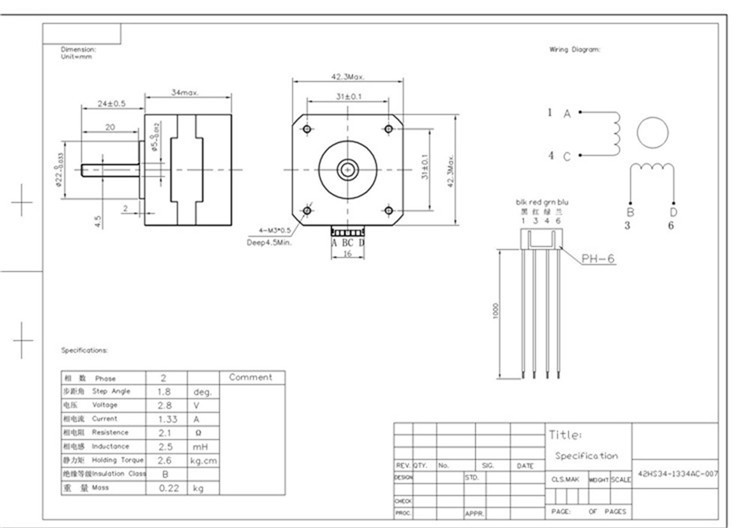 Dimension:
Unit=mm
Wiring Diagram:
34max.
24±0.5
20
ø5-0.012
ø22-0.033
2
4.5
42.3Max.
31±0.1
31±0.1
42.3Max.
4-M3*0.5
Deep4.5Min.
A BC D
16
1 A
4 C
B D
3 6
blk red grn blu
黑 红 绿 兰
1 3 4 6
PH-6
1000
Specifications:
Comment
相 数 Phase 2
步距角 Step Angle 1.8 deg.
电压 Voltage 2.8 V
相电流 Current 1.33 A
相电阻 Resistence 2.1 Ω
相电感 Inductance 2.5 mH
静力矩 Holding Torque 2.6 kg.cm
绝缘等级 Insulation Class B
重 量 Mass 0.22 kg
Title:
Specification
REV. QTY. No. SIG. DATE
DESIGN STD.
CLS.MAK WEIGHT SCALE
42HS34-1334AC-007
CHECK
PROC. APPR.
PAGE: OF PAGES